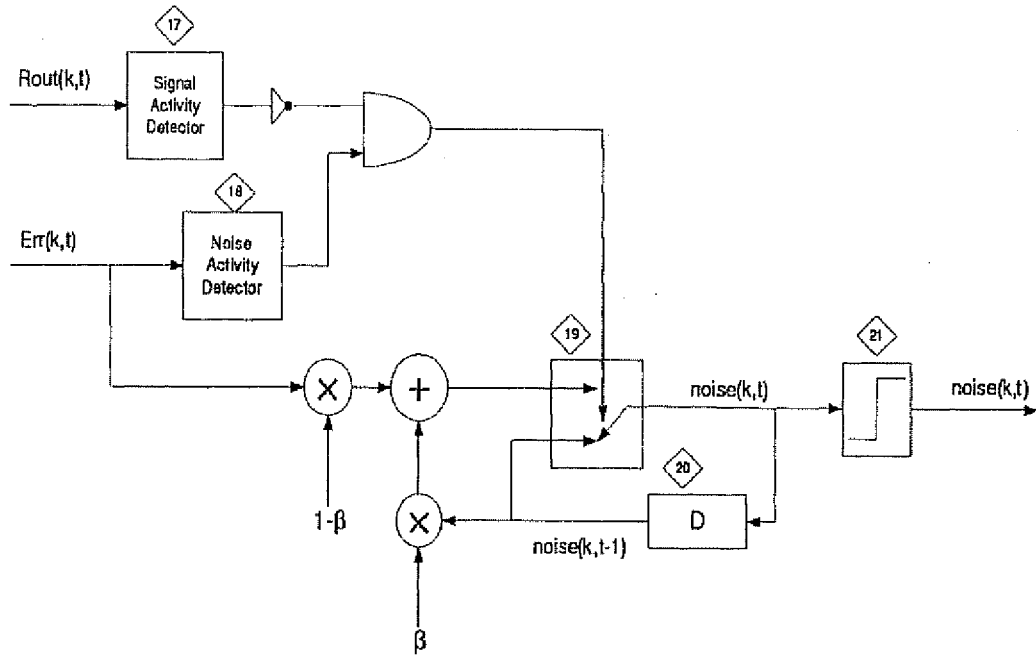 17
Rout(k,t)
Signal
Activity
Detector
18
Err(k,t)
Noise
Activity
Detector
19
21
×
+
noise(k,t)
noise(k,t)
20
D
1-β
×
noise(k,t-1)
β